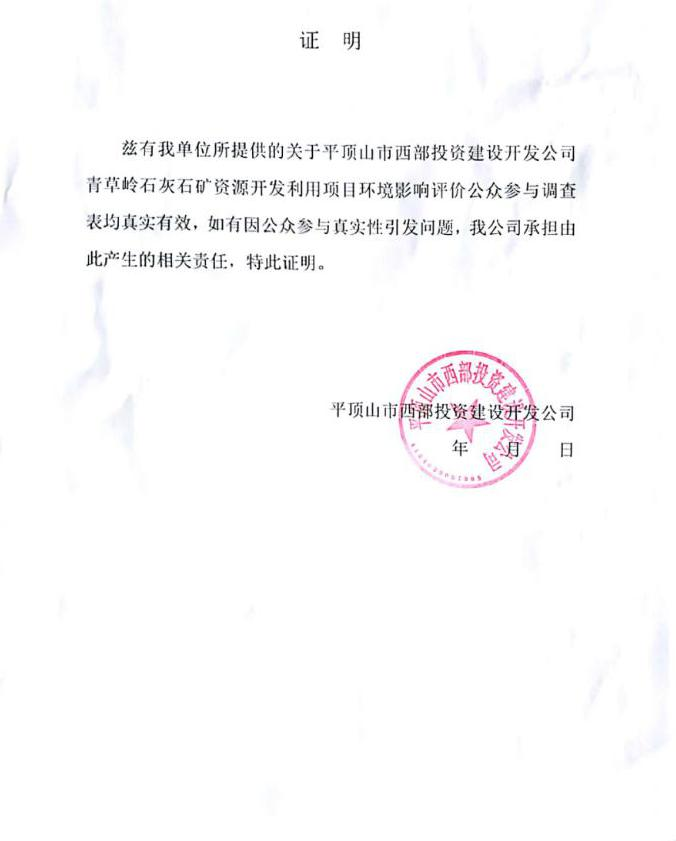 证 明
兹有我单位所提供的关于平顶山市西部投资建设开发公司
青草岭石灰石矿资源开发利用项目环境影响评价公众参与调查
表均真实有效，如有因公众参与真实性引发问题，我公司承担由
此产生的相关责任，特此证明。
平顶山市西部投资建设开发公司
平顶山市西部投资建设开发公司
年 月 日